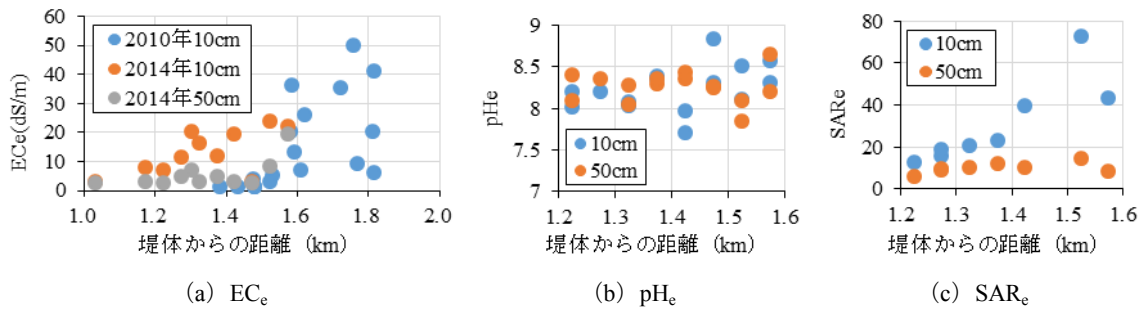 60
50
40
30
20
10
0
ECe(dS/m)
2010年10cm
2014年10cm
2014年50cm
1.0 1.2 1.4 1.6 1.8 2.0
堤体からの距離 (km)
(a) ECe
9
8.5
8
7.5
7
pHe
10cm
50cm
1.2 1.3 1.4 1.5 1.6
堤体からの距離 (km)
(b) pHe
80
60
40
20
0
SARe
10cm
50cm
1.2 1.3 1.4 1.5 1.6
堤体からの距離 (km)
(c) SARe